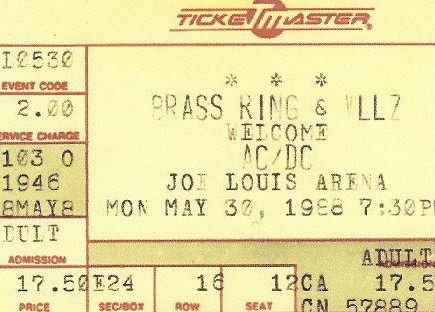 TICKETMASTER
I0530
EVENT CODE
* * *
2.00
BRASS RING & WLLZ
SERVICE CHARGE
WELCOME
AC/DC
103 0
JOE LOUIS ARENA
1946
8MAY8
MON MAY 30, 1988 7:30P
DULT
ADULT
ADMISSION
ADMISSION
17.50 E24 16 12 CA 17.5
PRICE SEC/BOX ROW SEAT CN 57889